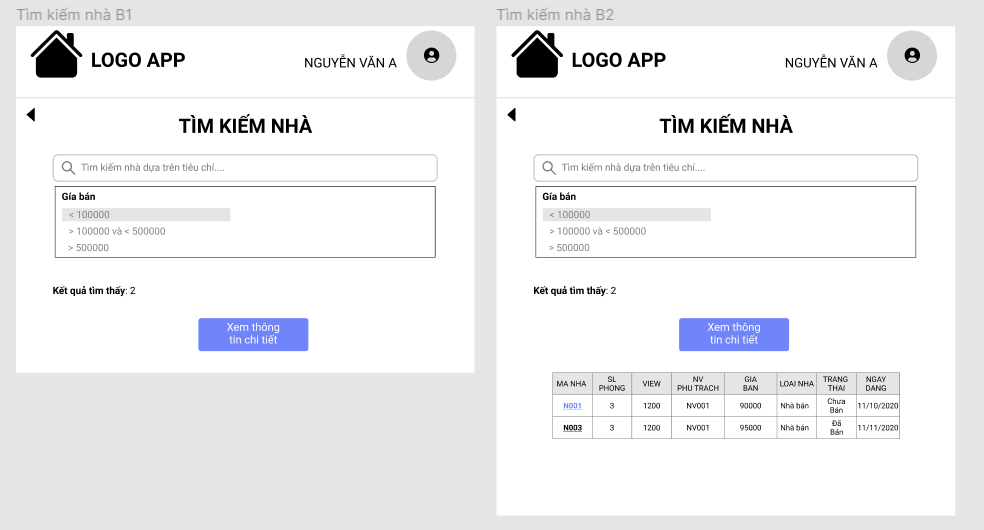 Tìm kiếm nhà B1
LOGO APP
NGUYỄN VĂN A
TÌM KIẾM NHÀ
Tìm kiếm nhà dựa trên tiêu chí....
Gía bán
< 100000
> 100000 và < 500000
> 500000
Kết quả tìm thấy: 2
Xem thông
tin chi tiết
Tìm kiếm nhà B2
LOGO APP
NGUYỄN VĂN A
TÌM KIẾM NHÀ
Tìm kiếm nhà dựa trên tiêu chí....
Gía bán
< 100000
> 100000 và < 500000
> 500000
Kết quả tìm thấy: 2
Xem thông
tin chi tiết
MA NHA SL PHONG VIEW NV PHU TRACH GIA BAN LOAI NHA TRANG THAI NGAY DANG
N001 3 1200 NV001 90000 Nhà bán Chưa Bán 11/10/2020
N003 3 1200 NV001 95000 Nhà bán Đã Bán 11/11/2020